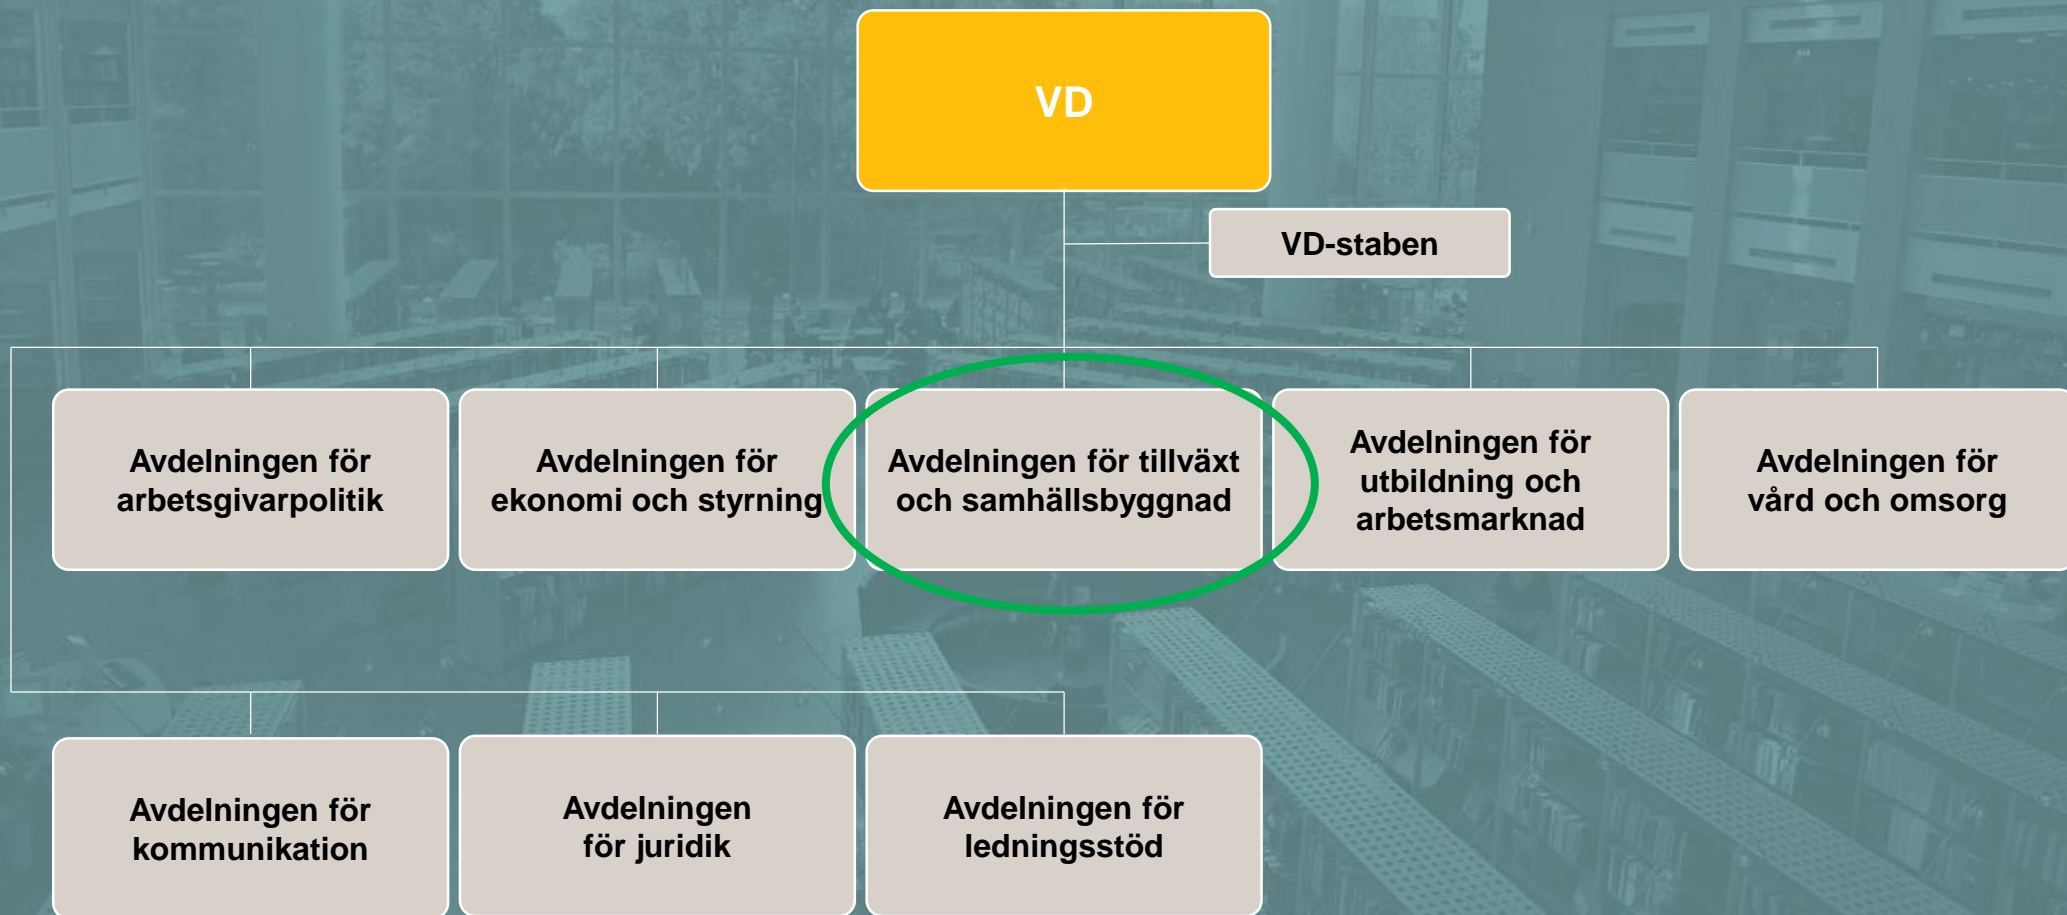 VD
VD-staben
Avdelningen för
arbetsgivarpolitik
Avdelningen för
ekonomi och styrning
Avdelningen för tillväxt
och samhällsbyggnad
Avdelningen för
utbildning och
arbetsmarknad
Avdelningen för
vård och omsorg
Avdelningen för
kommunikation
Avdelningen
för juridik
Avdelningen för
ledningsstöd